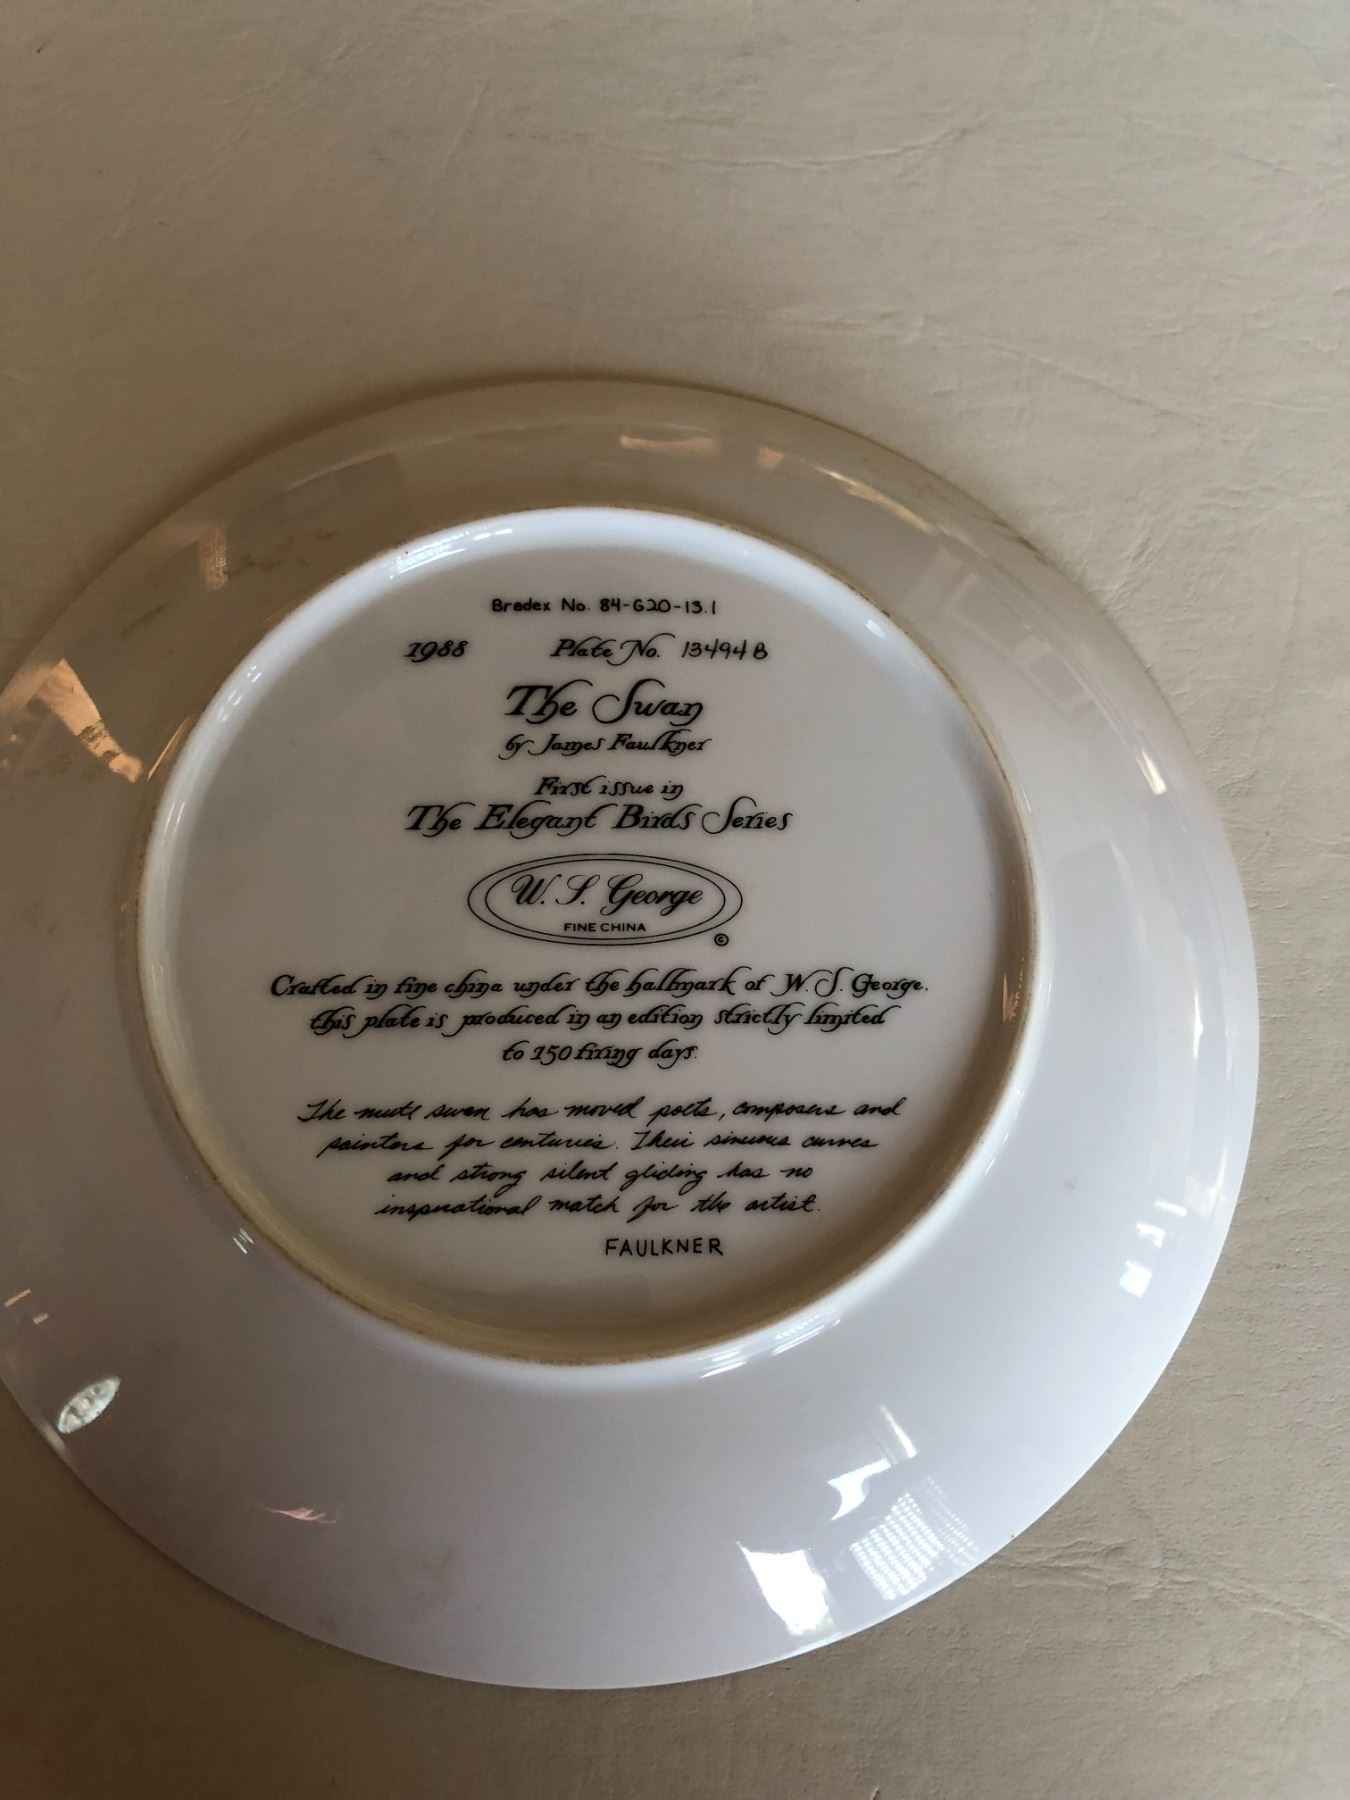 Bradex No. 84-G20-13.1
1988 Plate No. 13494B
The Swan
by James Faulkner
First issue in
The Elegant Birds Series
W. S. George
FINE CHINA
©
Crafted in fine china under the hallmark of W. S. George.
this plate is produced in an edition strictly limited
to 150 firing days.
The mute swan has moved poets, composers and
painters for centuries. Their sinuous curves
and strong silent gliding has no
inspirational match for the artist.
FAULKNER